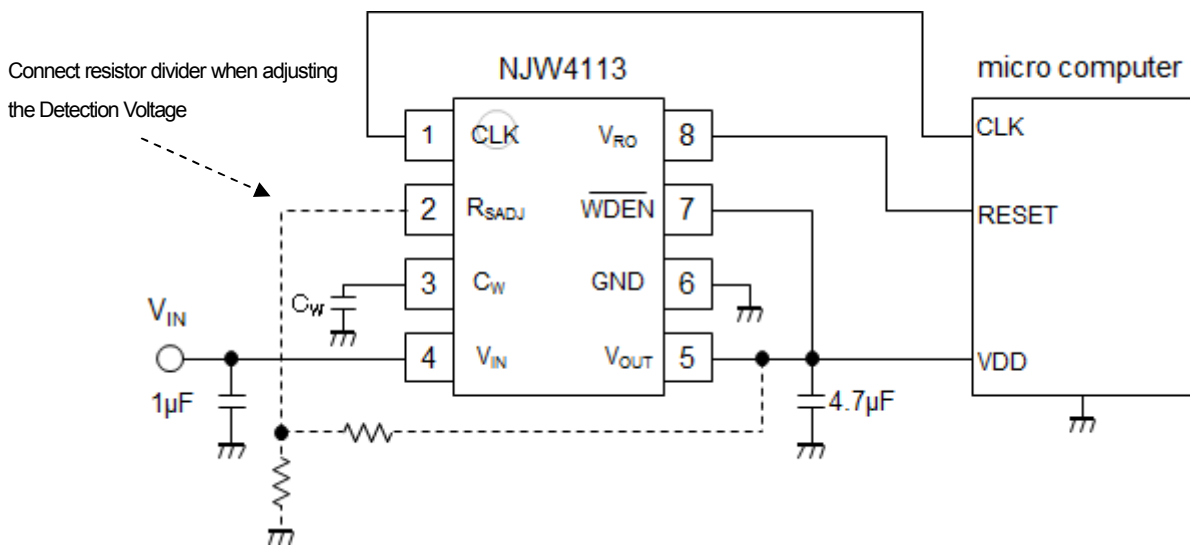 Connect resistor divider when adjusting
the Detection Voltage
NJW4113
micro computer
1 CLK
VRO 8
CLK
2 RSADJ
WDEN 7
RESET
3 CW
GND 6
CW
VIN
4 VIN
VOUT 5
VDD
1μF
4.7μF